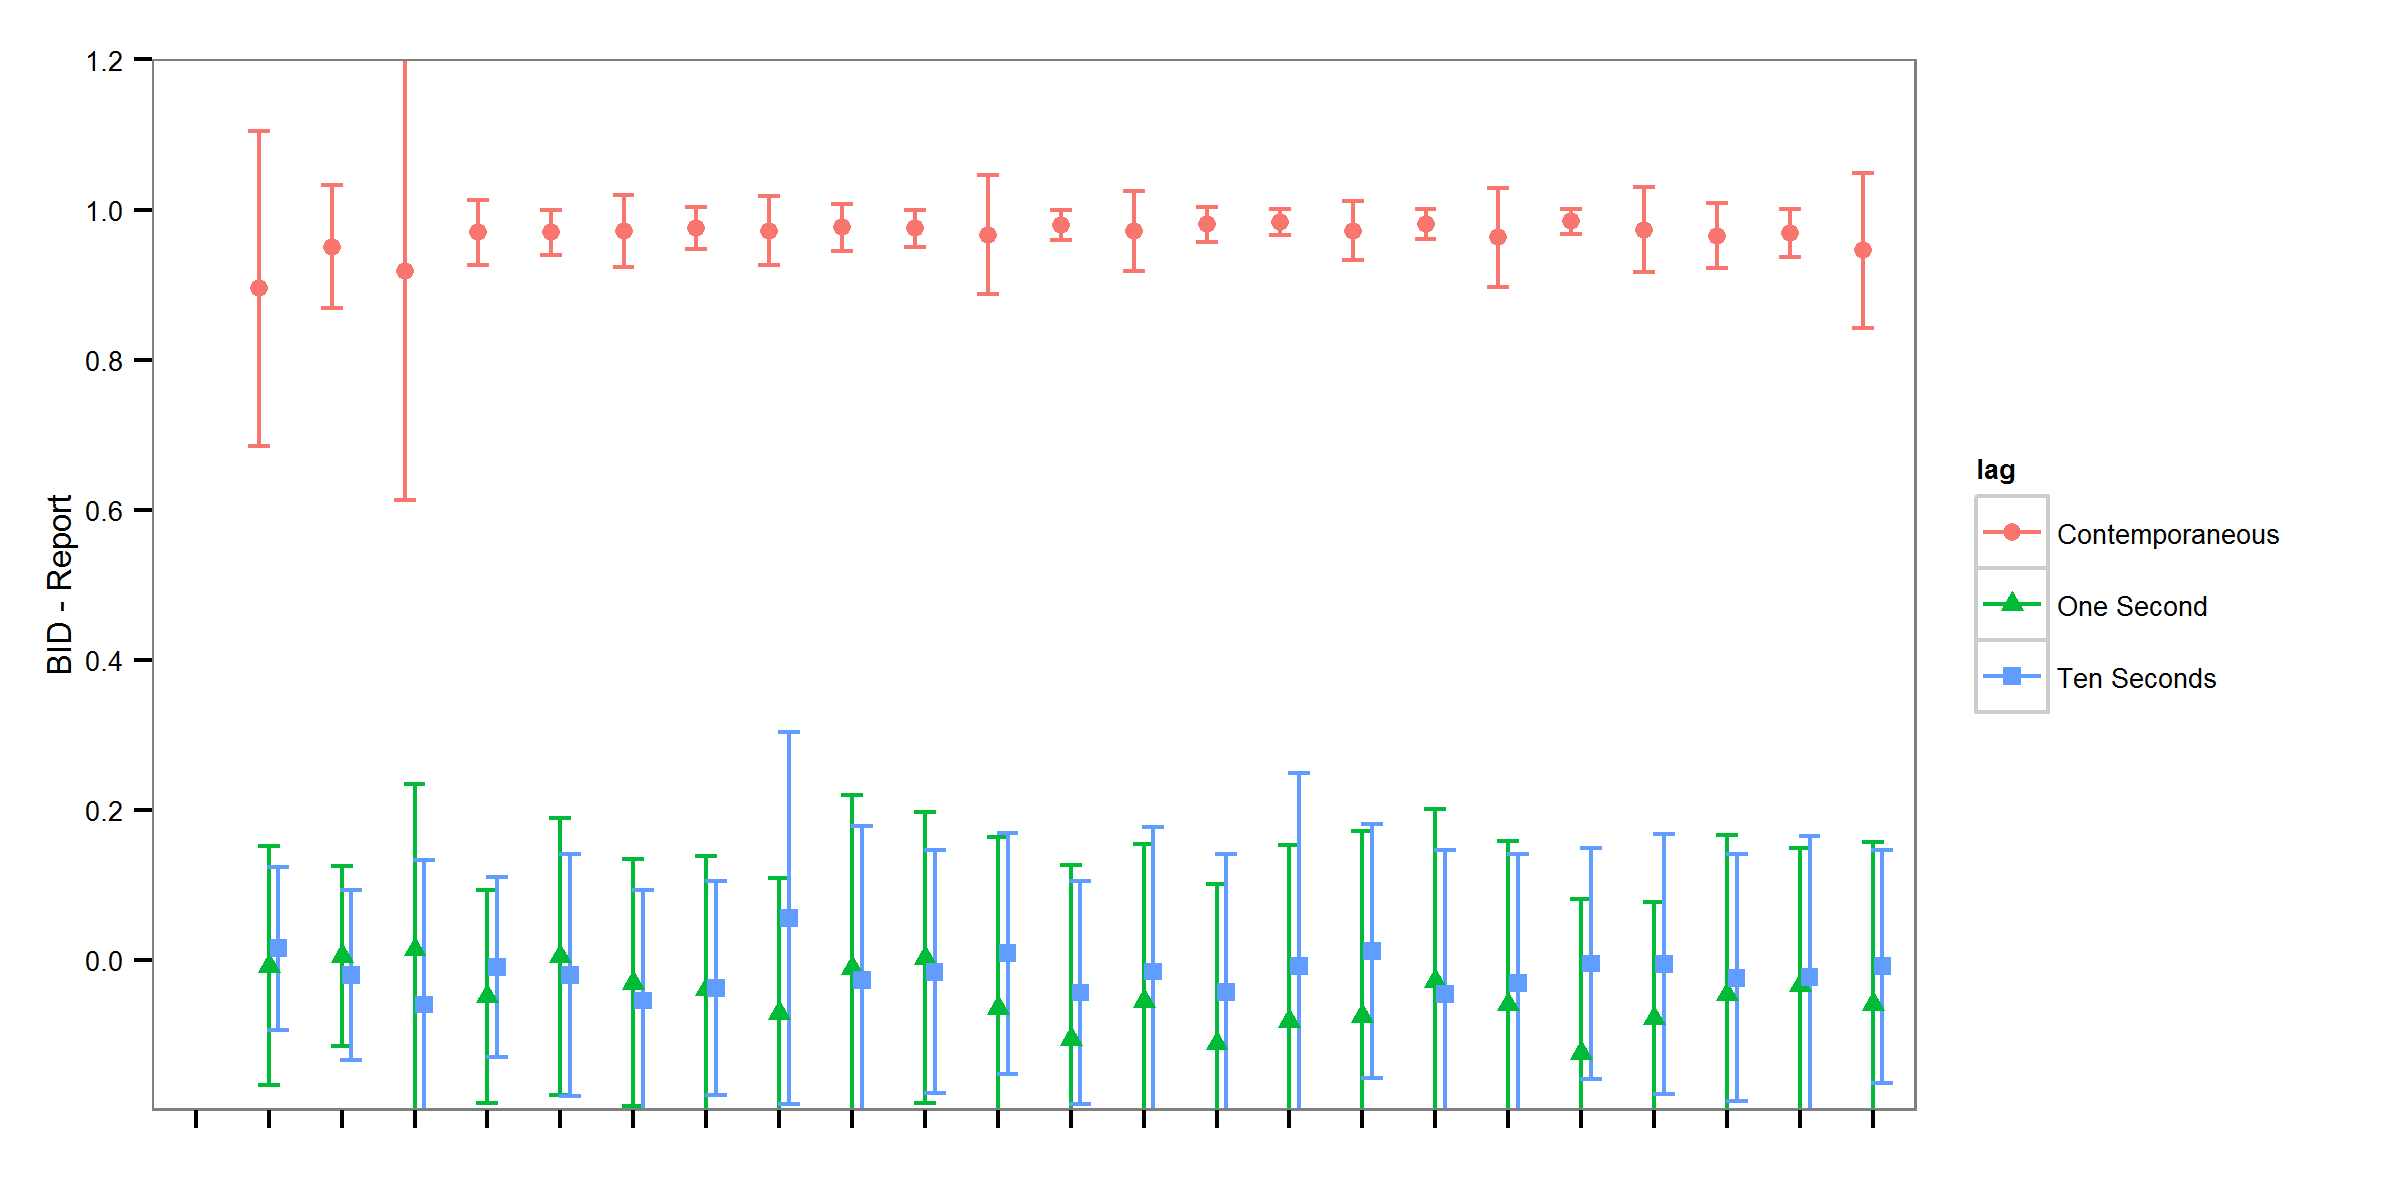 1.2
1.0
0.8
0.6
0.4
0.2
0.0
BID - Report
lag
Contemporaneous
One Second
Ten Seconds